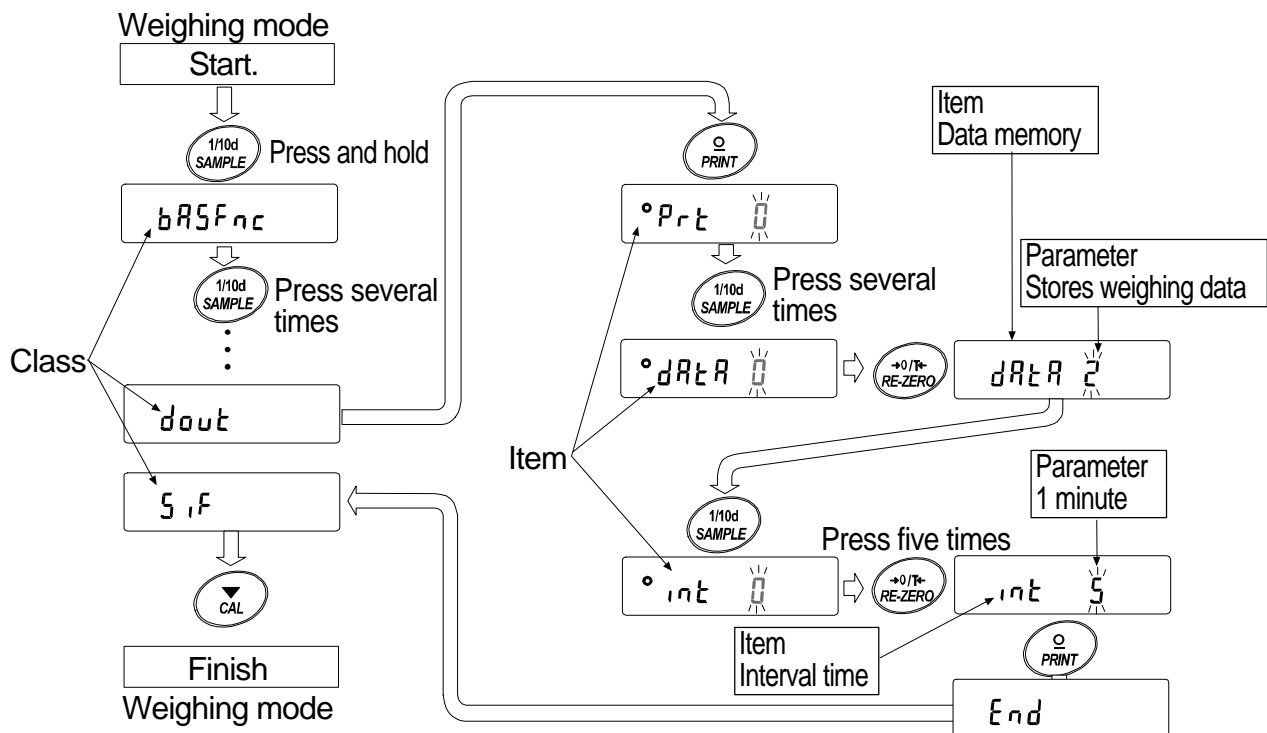 Weighing mode
Start.
1/10d
SAMPLE
Press and hold
bASFnc
1/10d
SAMPLE
Press several
times
Class
dout
SiF
CAL
Finish
Weighing mode
PRINT
Prt 0
1/10d
SAMPLE
Press several
times
dAtA 0
→0/T←
RE-ZERO
Item
Data memory
Parameter
Stores weighing data
dAtA 2
Item
1/10d
SAMPLE
int 0
Press five times
→0/T←
RE-ZERO
Parameter
1 minute
int 5
Item
Interval time
PRINT
End